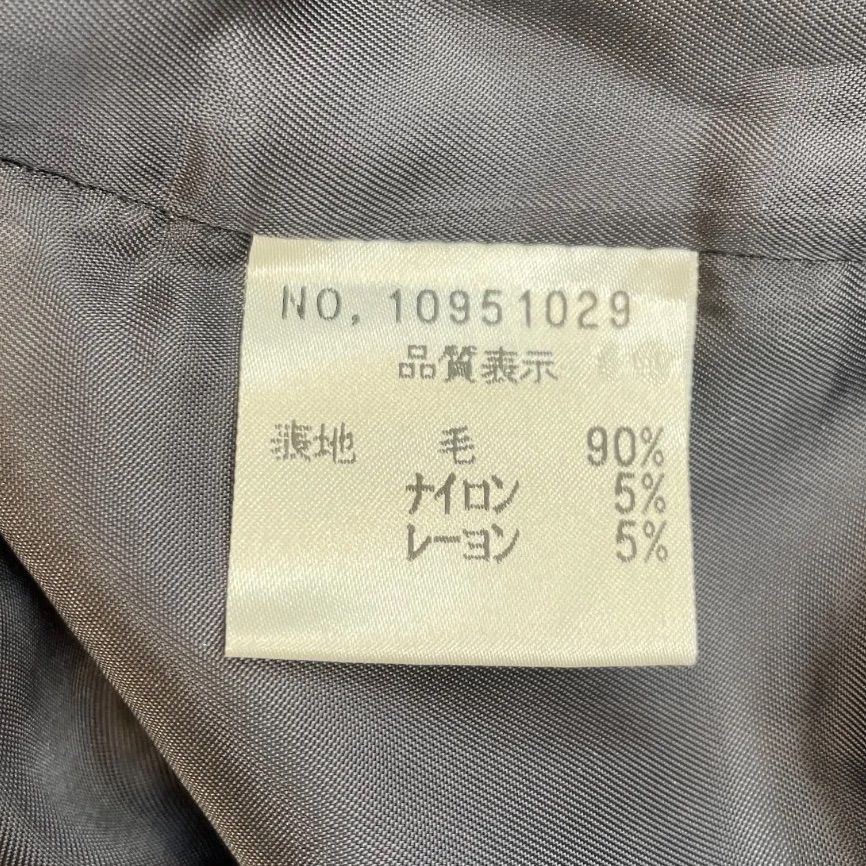 NO, 10951029
品質表示
表地 毛 90%
ナイロン 5%
レーヨン 5%